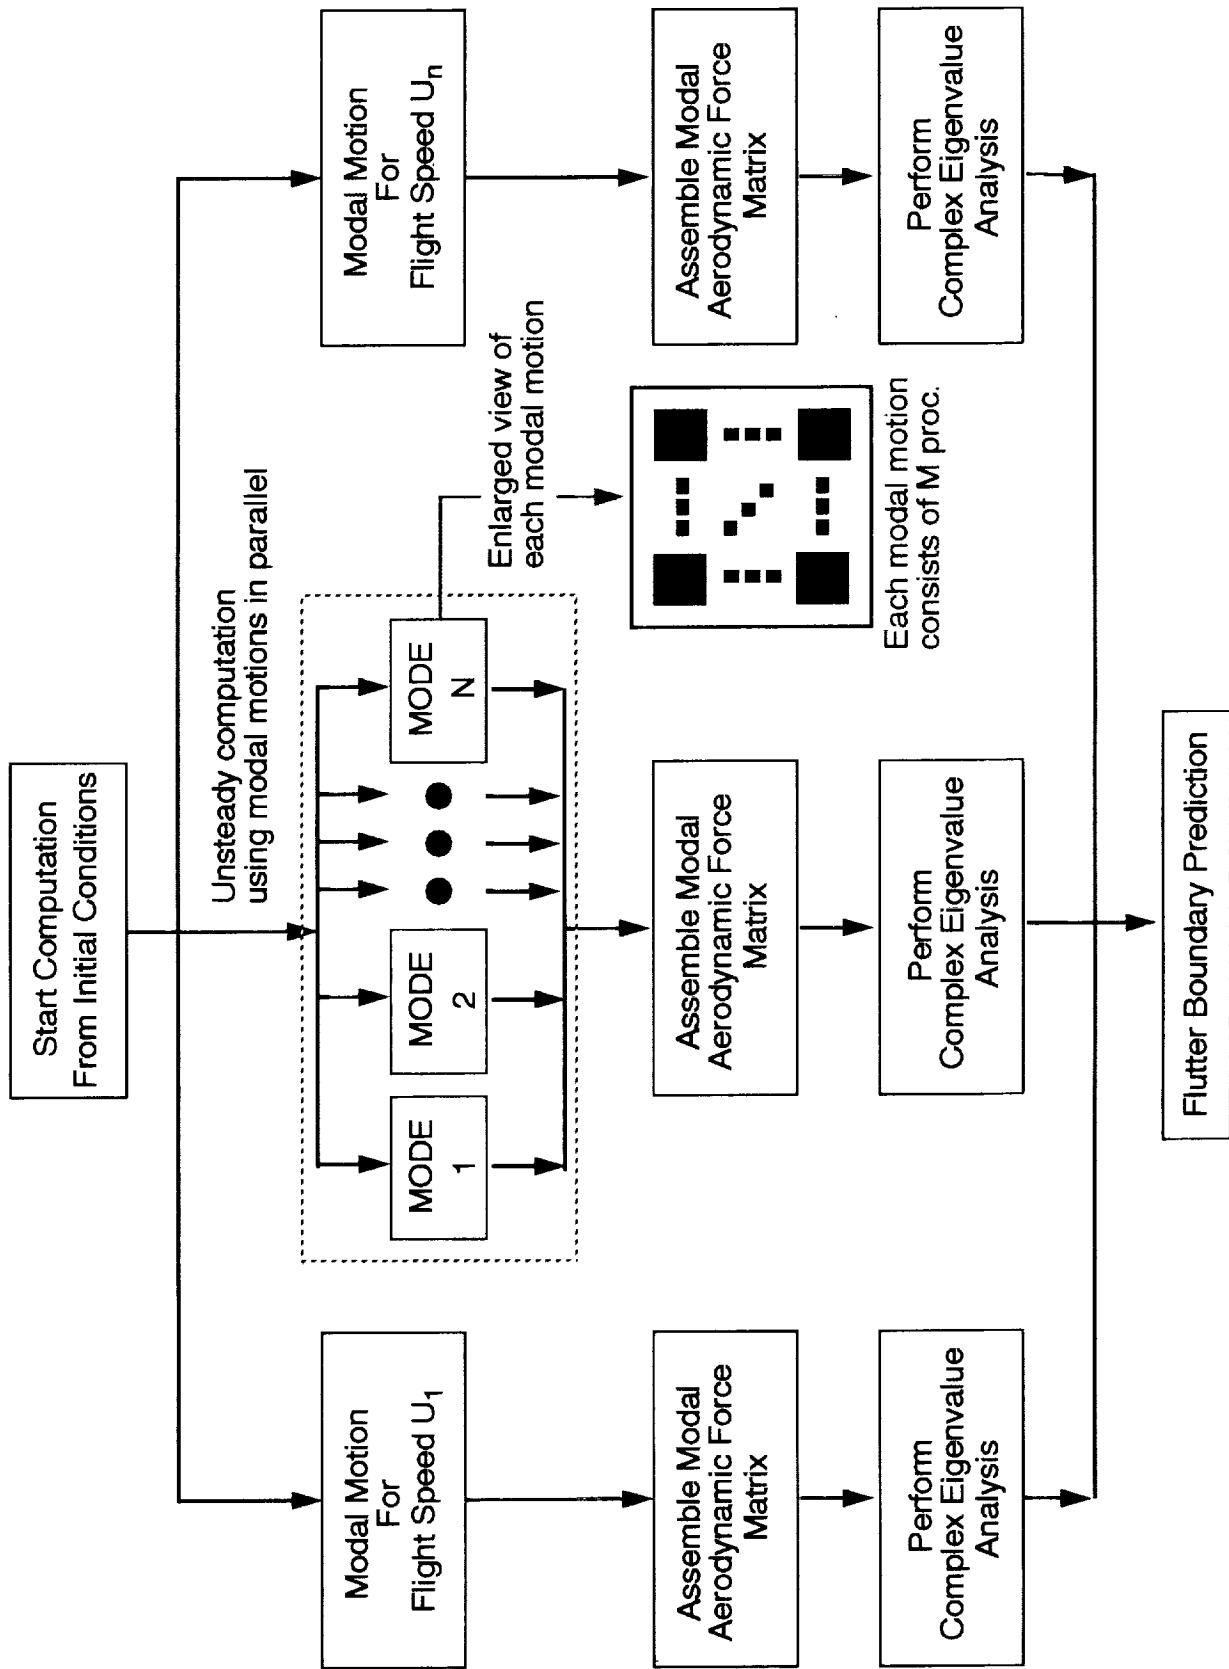 Start Computation
From Initial Conditions
Unsteady computation
using modal motions in parallel
Modal Motion
For
Flight Speed U₁
MODE
1
MODE
2
MODE
N
Modal Motion
For
Flight Speed Uₙ
Enlarged view of
each modal motion
Each modal motion
consists of M proc.
Assemble Modal
Aerodynamic Force
Matrix
Assemble Modal
Aerodynamic Force
Matrix
Assemble Modal
Aerodynamic Force
Matrix
Perform
Complex Eigenvalue
Analysis
Perform
Complex Eigenvalue
Analysis
Perform
Complex Eigenvalue
Analysis
Flutter Boundary Prediction